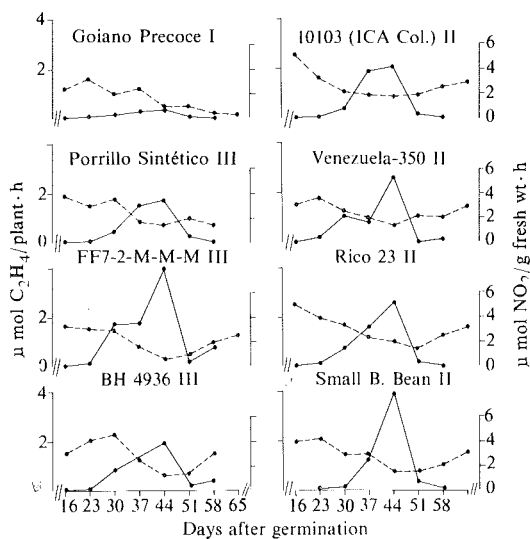 Goiano Precoce I
10103 (ICA Col.) II
4
2
0
6
4
2
0
Porrillo Sintético III
Venezuela-350 II
2
0
6
4
2
0
FF7-2-M-M-M III
Rico 23 II
2
0
6
4
2
0
BH 4936 III
Small B. Bean II
4
2
6
4
2
0
16 23 30 37 44 51 58 65
16 23 30 37 44 51 58
Days after germination
μ mol C₂H₄/plant·h
μ mol NO₂/g fresh wt·h